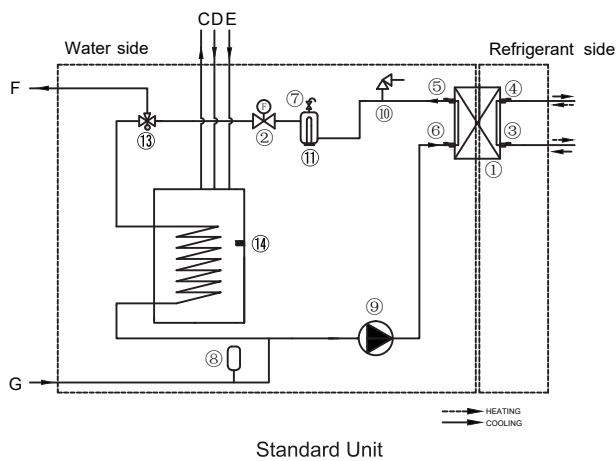 C D E
Water side
Refrigerant side
F
⑦
⑤
④
Ⓕ
⑬
②
⑪
⑩
⑥
③
①
⑭
⑨
⑧
G
HEATING
COOLING
Standard Unit